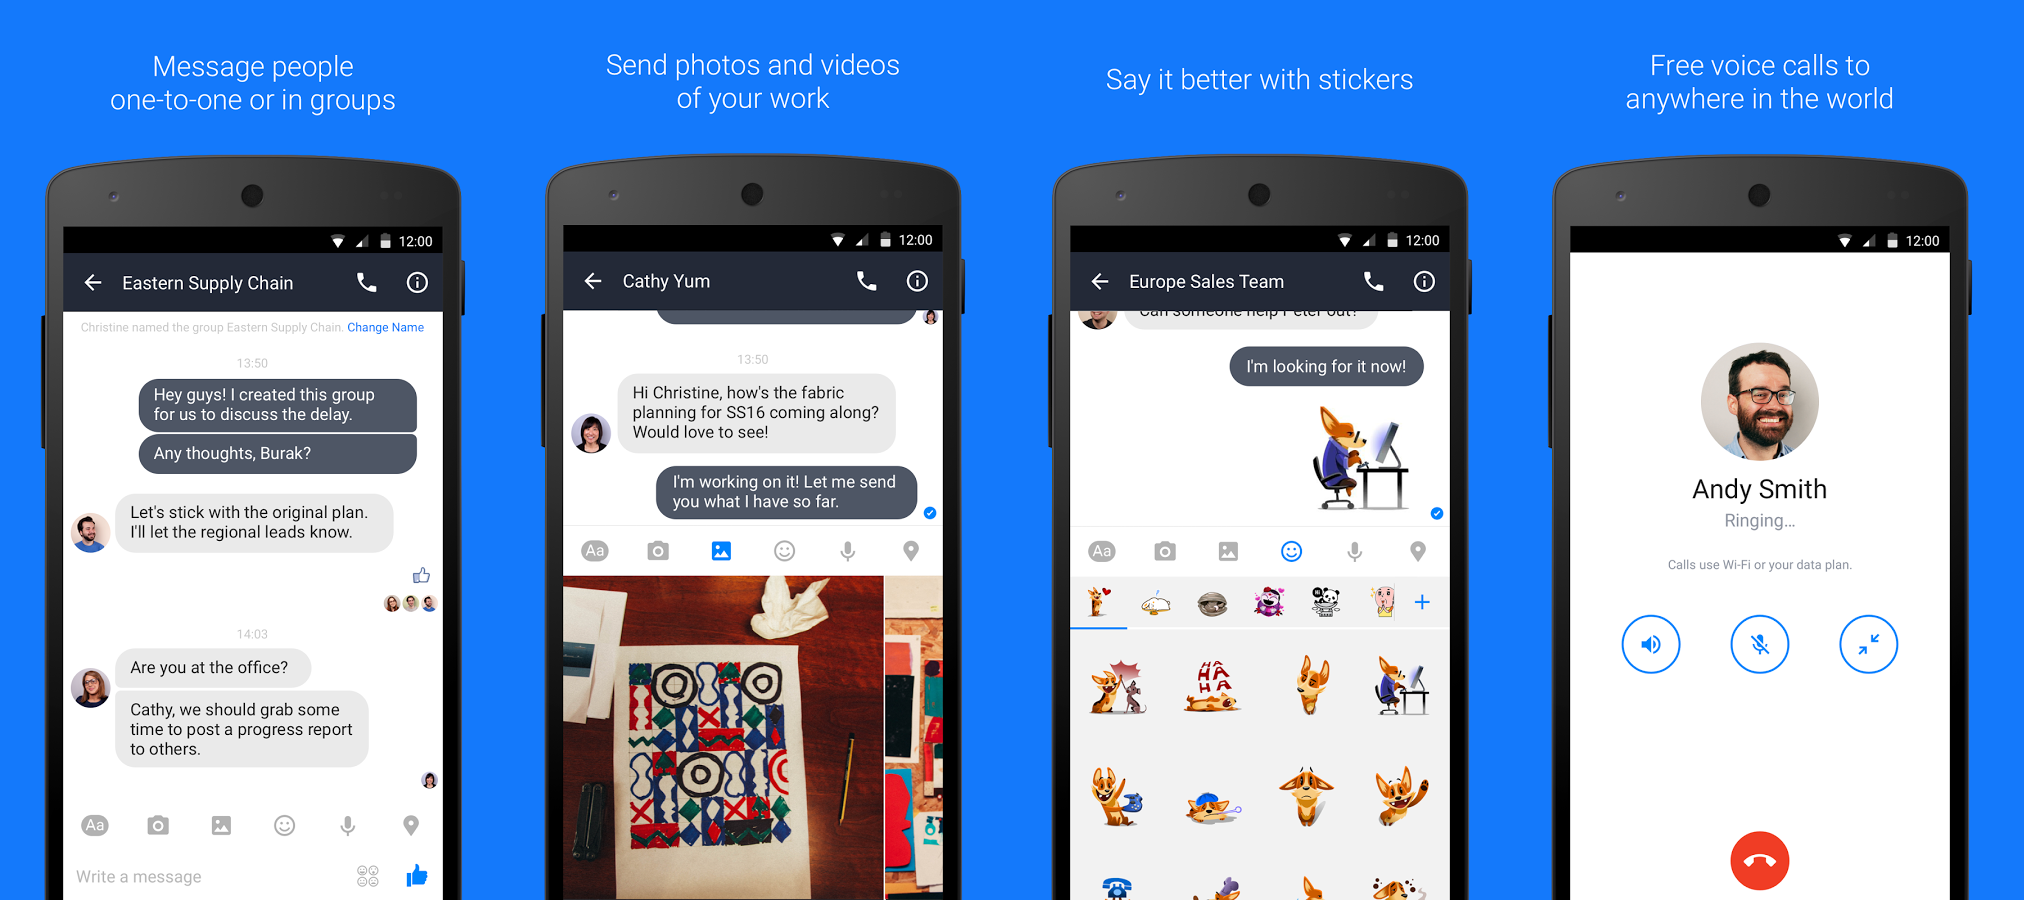 Message people
one-to-one or in groups
12:00
Eastern Supply Chain
Christine named the group Eastern Supply Chain. Change Name
13:50
Hey guys! I created this group
for us to discuss the delay.
Any thoughts, Burak?
Let's stick with the original plan.
I'll let the regional leads know.
14:03
Are you at the office?
Cathy, we should grab some
time to post a progress report
to others.
Aa
Write a message
Send photos and videos
of your work
12:00
Cathy Yum
13:50
Hi Christine, how's the fabric
planning for SS16 coming along?
Would love to see!
I'm working on it! Let me send
you what I have so far.
Aa
Say it better with stickers
12:00
Europe Sales Team
Can someone help Peter out?
I'm looking for it now!
Aa
HA
HA
HA
Free voice calls to
anywhere in the world
12:00
Andy Smith
Ringing...
Calls use Wi-Fi or your data plan.